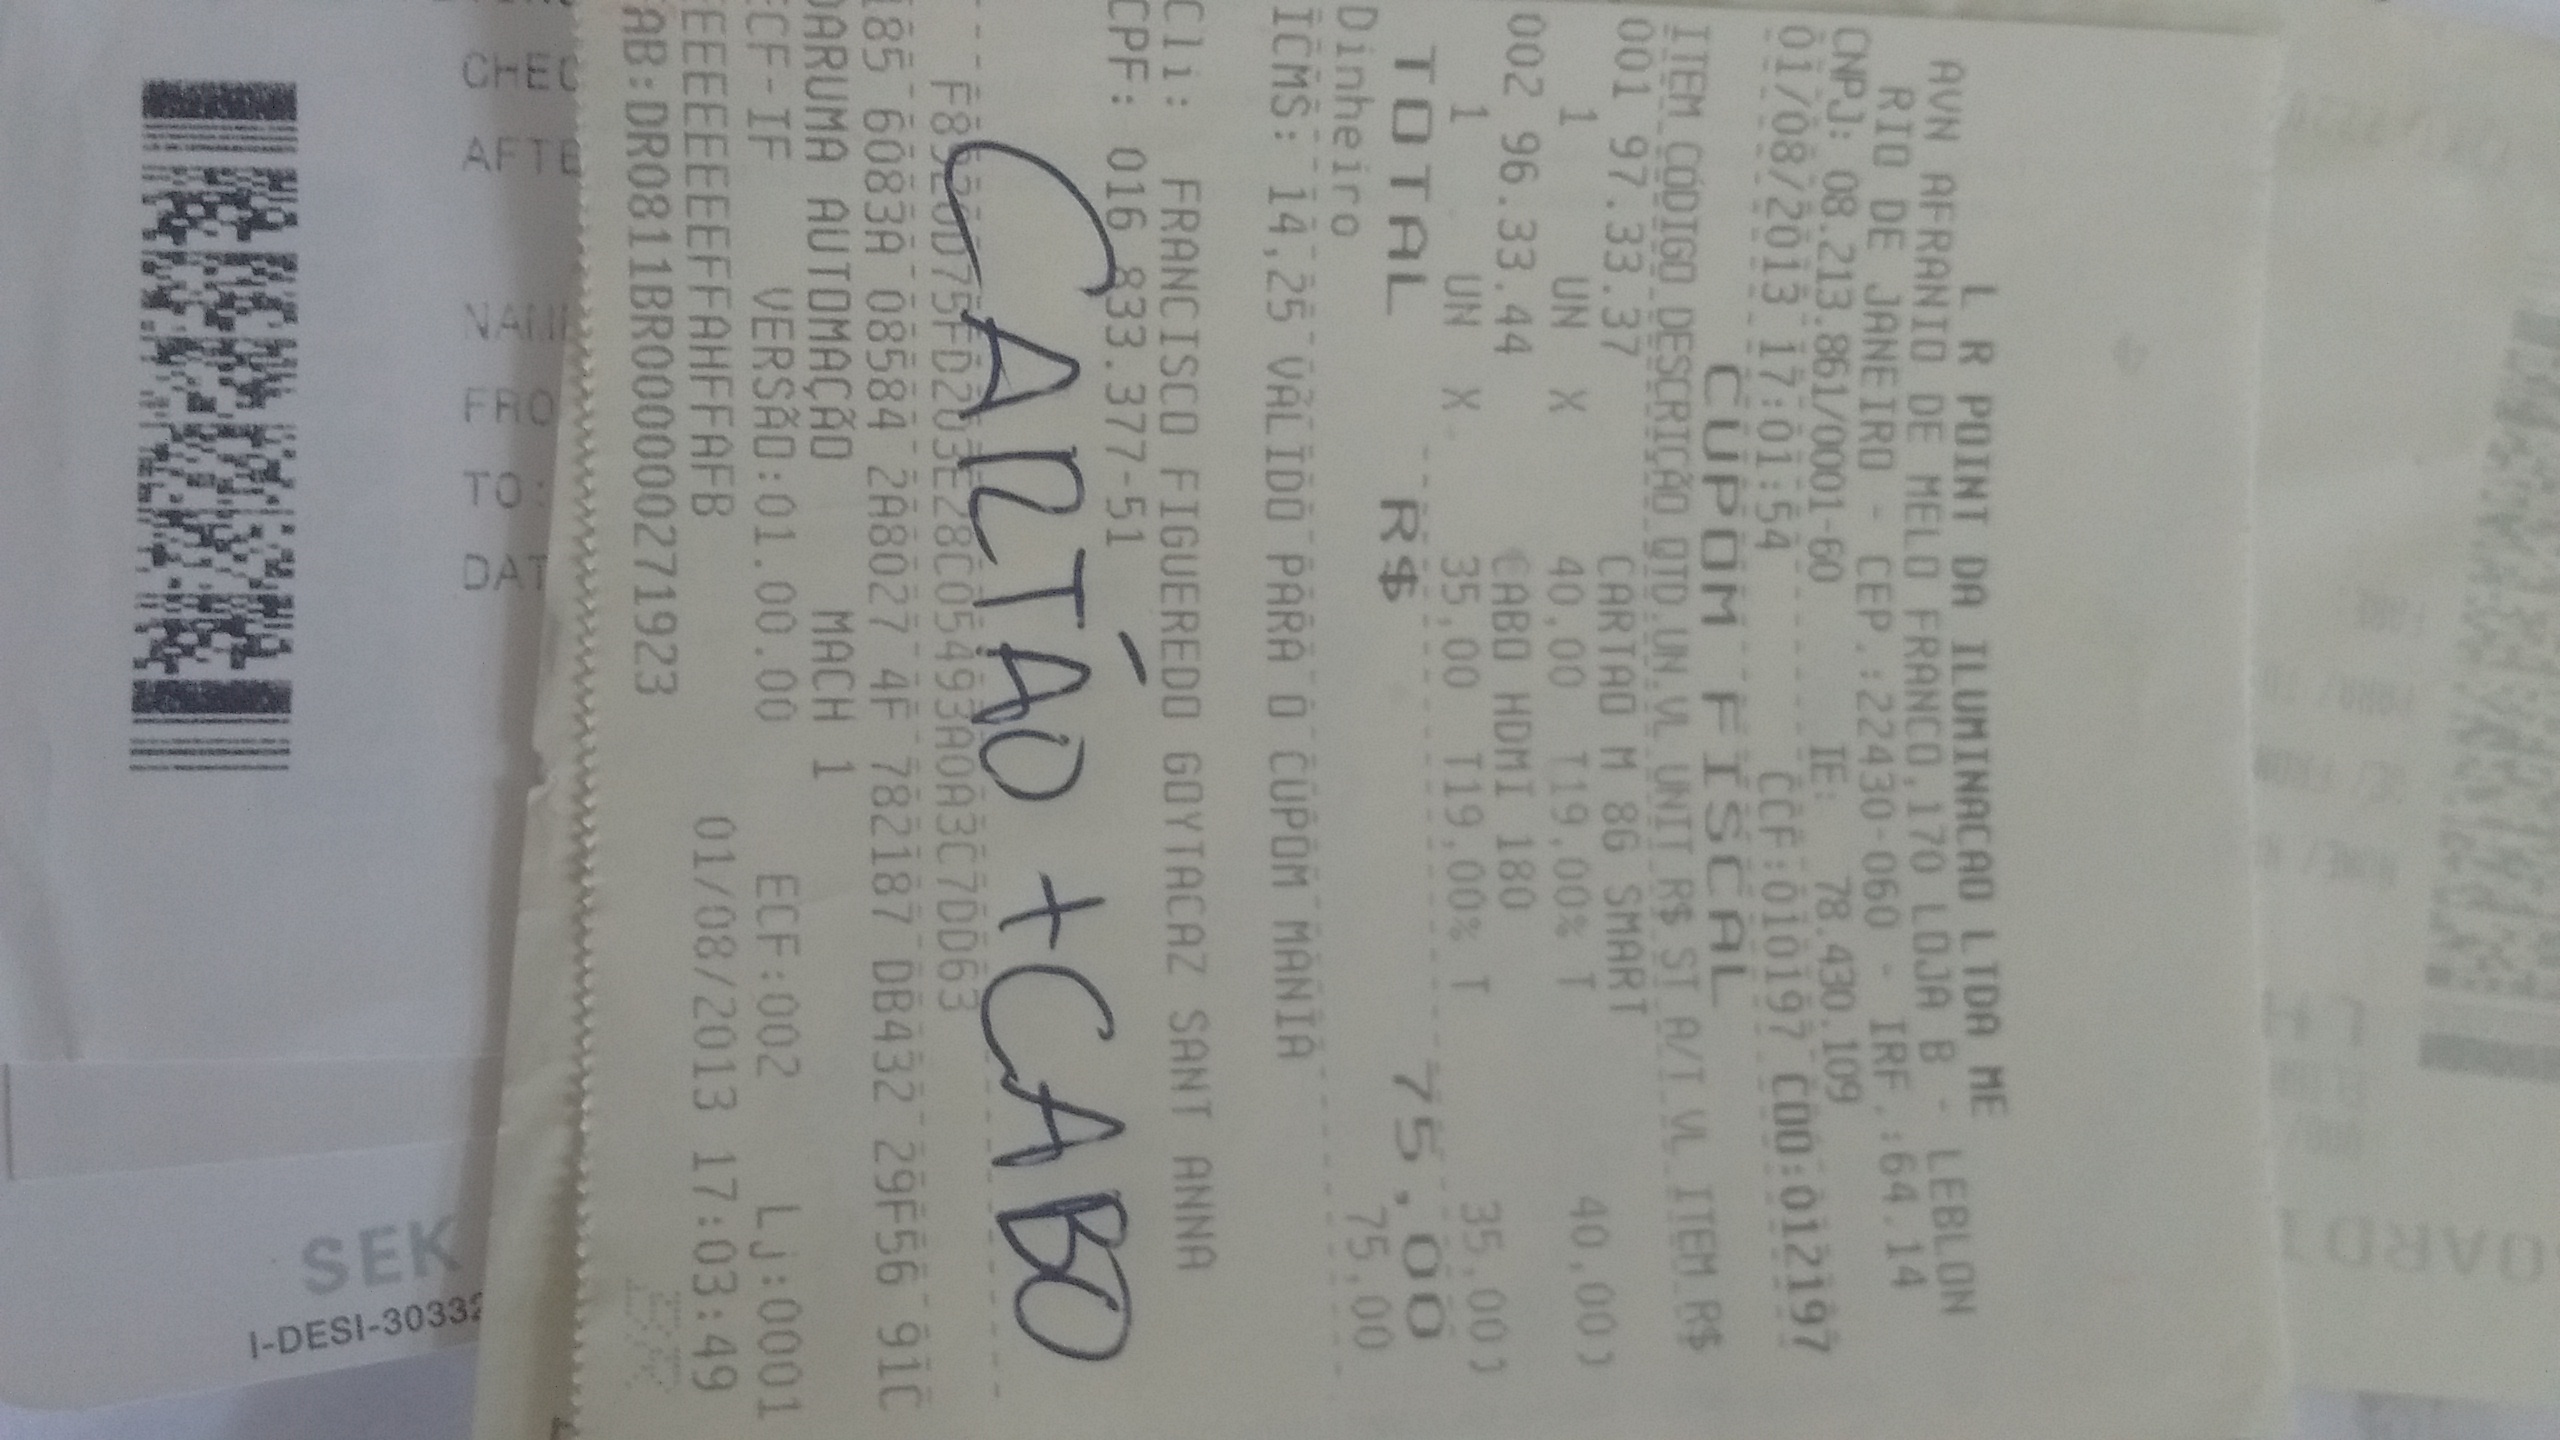 L R POINT DA ILUMINACAO LTDA ME
AVN AFRANIO DE MELO FRANCO,170 LOJA B - LEBLON
RIO DE JANEIRO - CEP.:22430-060 - IRF.:64.14
CNPJ: 08.213.861/0001-60 IE: 78.430.109
01/08/2013 17:01:54 CCF:010197 COO:012197
CUPOM FISCAL
ITEM CÓDIGO DESCRIÇÃO QTD.UN.VL UNIT R$ ST A/T VL ITEM R$
001 97.33.37 CARTAO M 8G SMART
1 UN X 40,00 T19,00% T 40,00
002 96.33.44 CABO HDMI 180
1 UN X 35,00 T19,00% T 35,00
TOTAL R$ 75,00
Dinheiro 75,00
ICMS: 14,25 VALIDO PARA O CUPOM MANIA
Cli: FRANCISCO FIGUEREDO GOYTACAZ SANT ANNA
CPF: 016.833.377-51
CARTÃO + CABO
185 6083A 08584 2A8027 4F 782187 DB432 29F56 91C
DARUMA AUTOMAÇÃO MACH 1
ECF-IF VERSÃO:01.00.00 ECF:002 Lj:0001
EEEEEEEEEFFAHFFAFB 01/08/2013 17:03:49
FAB:DR0811BR000000271923
CHEC
AFTE
NAME
FRO
TO:
DAT
SEK
I-DESI-30332